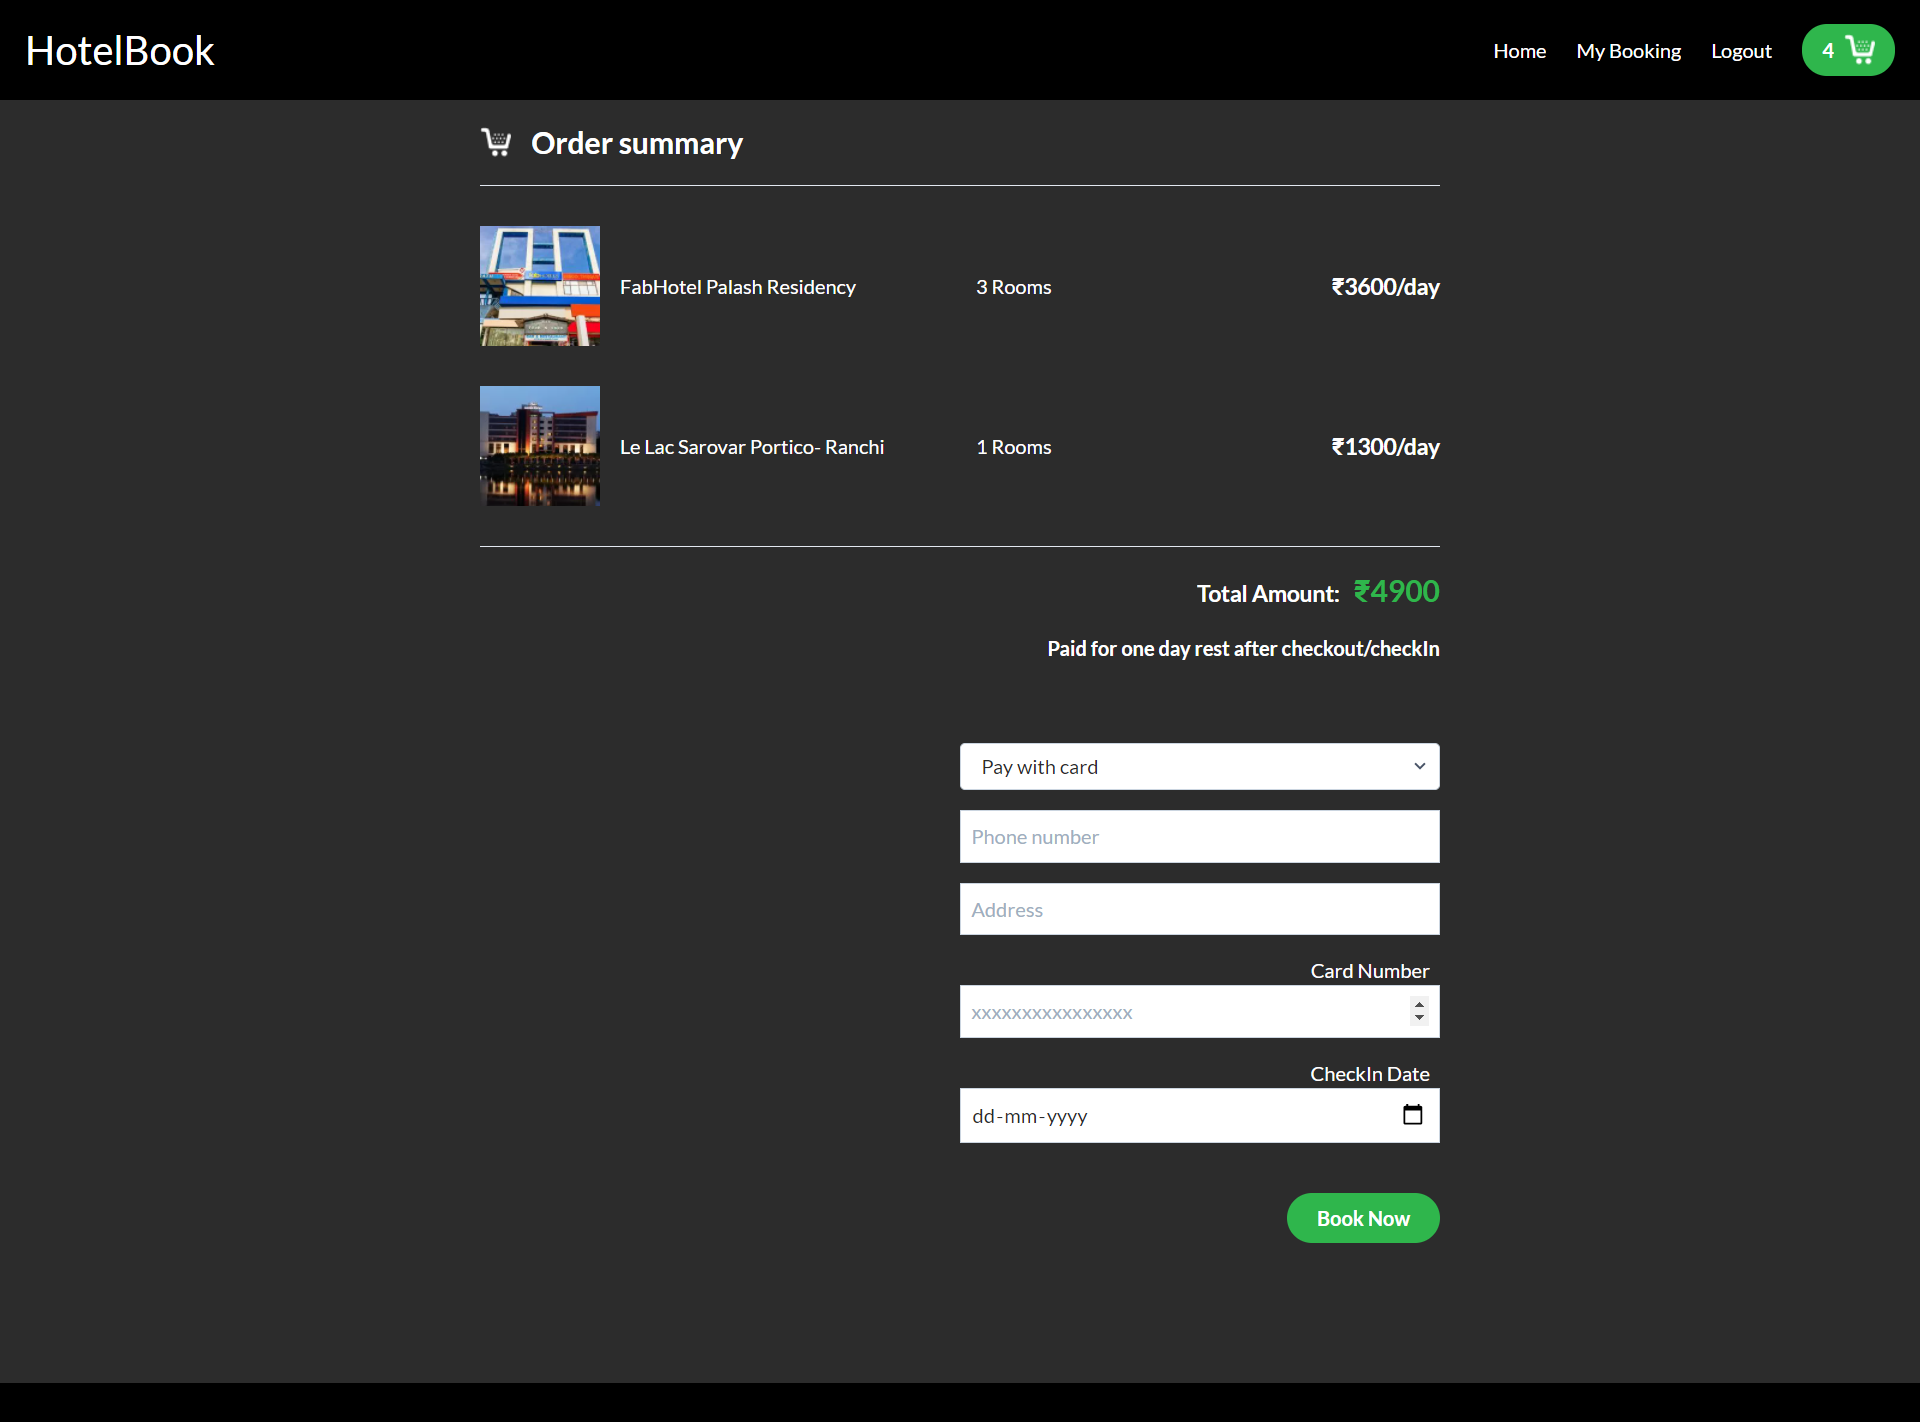 HotelBook
Home My Booking Logout 4
Order summary
FabHotel Palash Residency 3 Rooms ₹3600/day
Le Lac Sarovar Portico- Ranchi 1 Rooms ₹1300/day
Total Amount: ₹4900
Paid for one day rest after checkout/checkIn
Pay with card
Phone number
Address
Card Number
xxxxxxxxxxxxxxxx
CheckIn Date
dd-mm-yyyy
Book Now